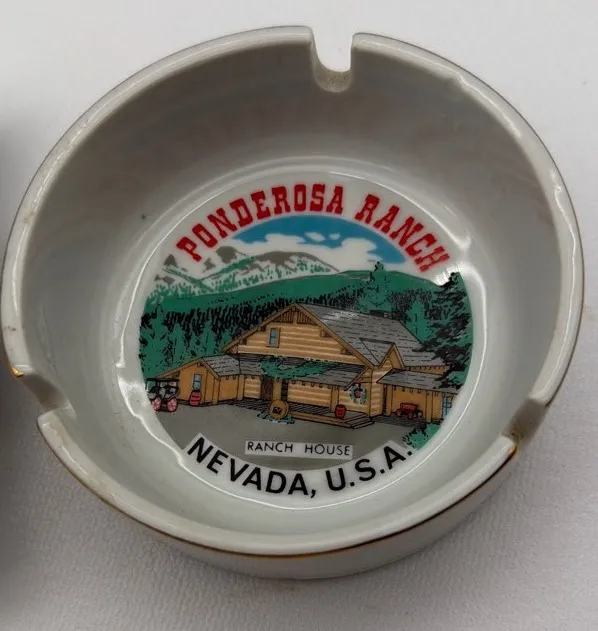 PONDEROSA RANCH
RANCH HOUSE
NEVADA, U.S.A.